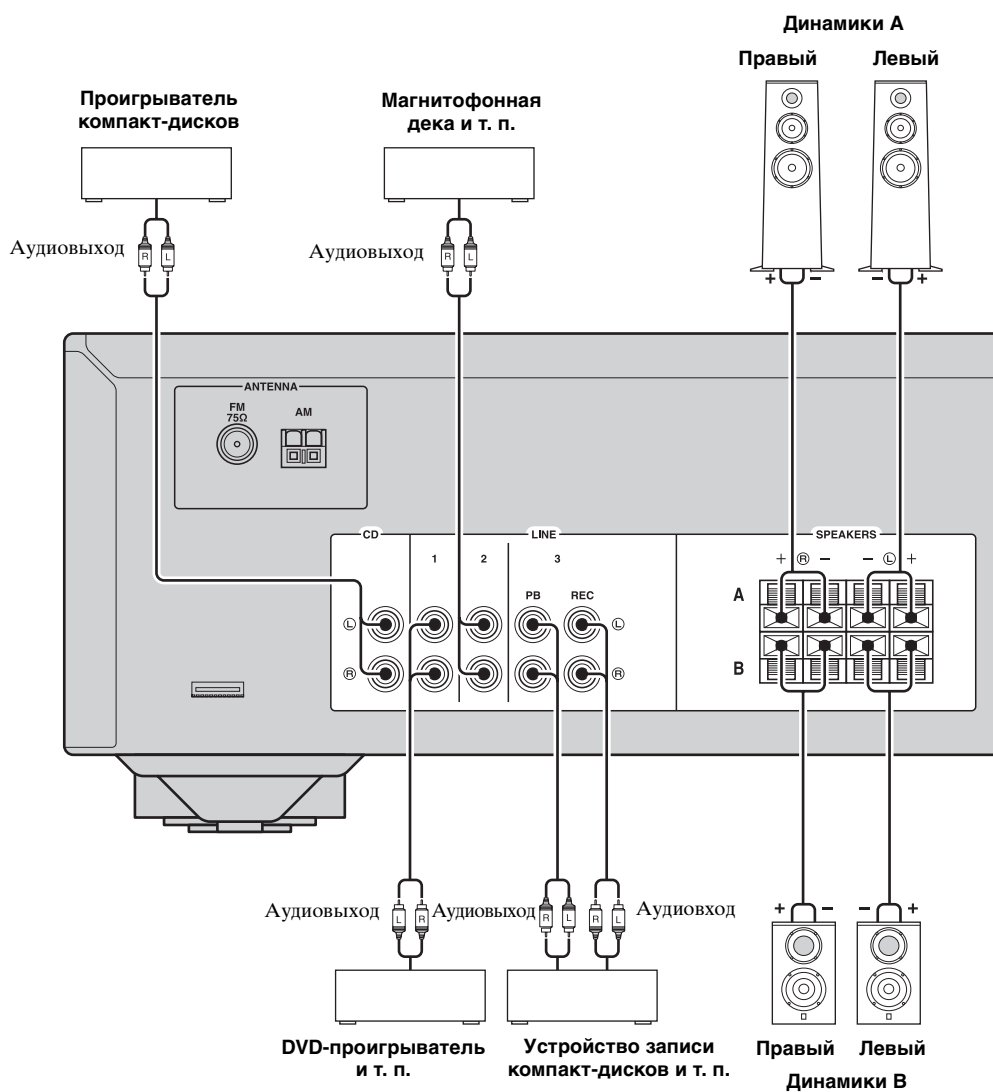 Динамики А
Правый Левый
Проигрыватель
компакт-дисков
Магнитофонная
дека и т. п.
Аудиовыход
R L
Аудиовыход
R L
+ − − +
ANTENNA
FM
75Ω
AM
CD
LINE
1 2 3
PB REC
L L
R R
SPEAKERS
+ R − − L +
A
B
Аудиовыход
L R
Аудиовыход
R L
R L
Аудиовход
+ − − +
DVD-проигрыватель
и т. п.
Устройство записи
компакт-дисков и т. п.
Правый Левый
Динамики В